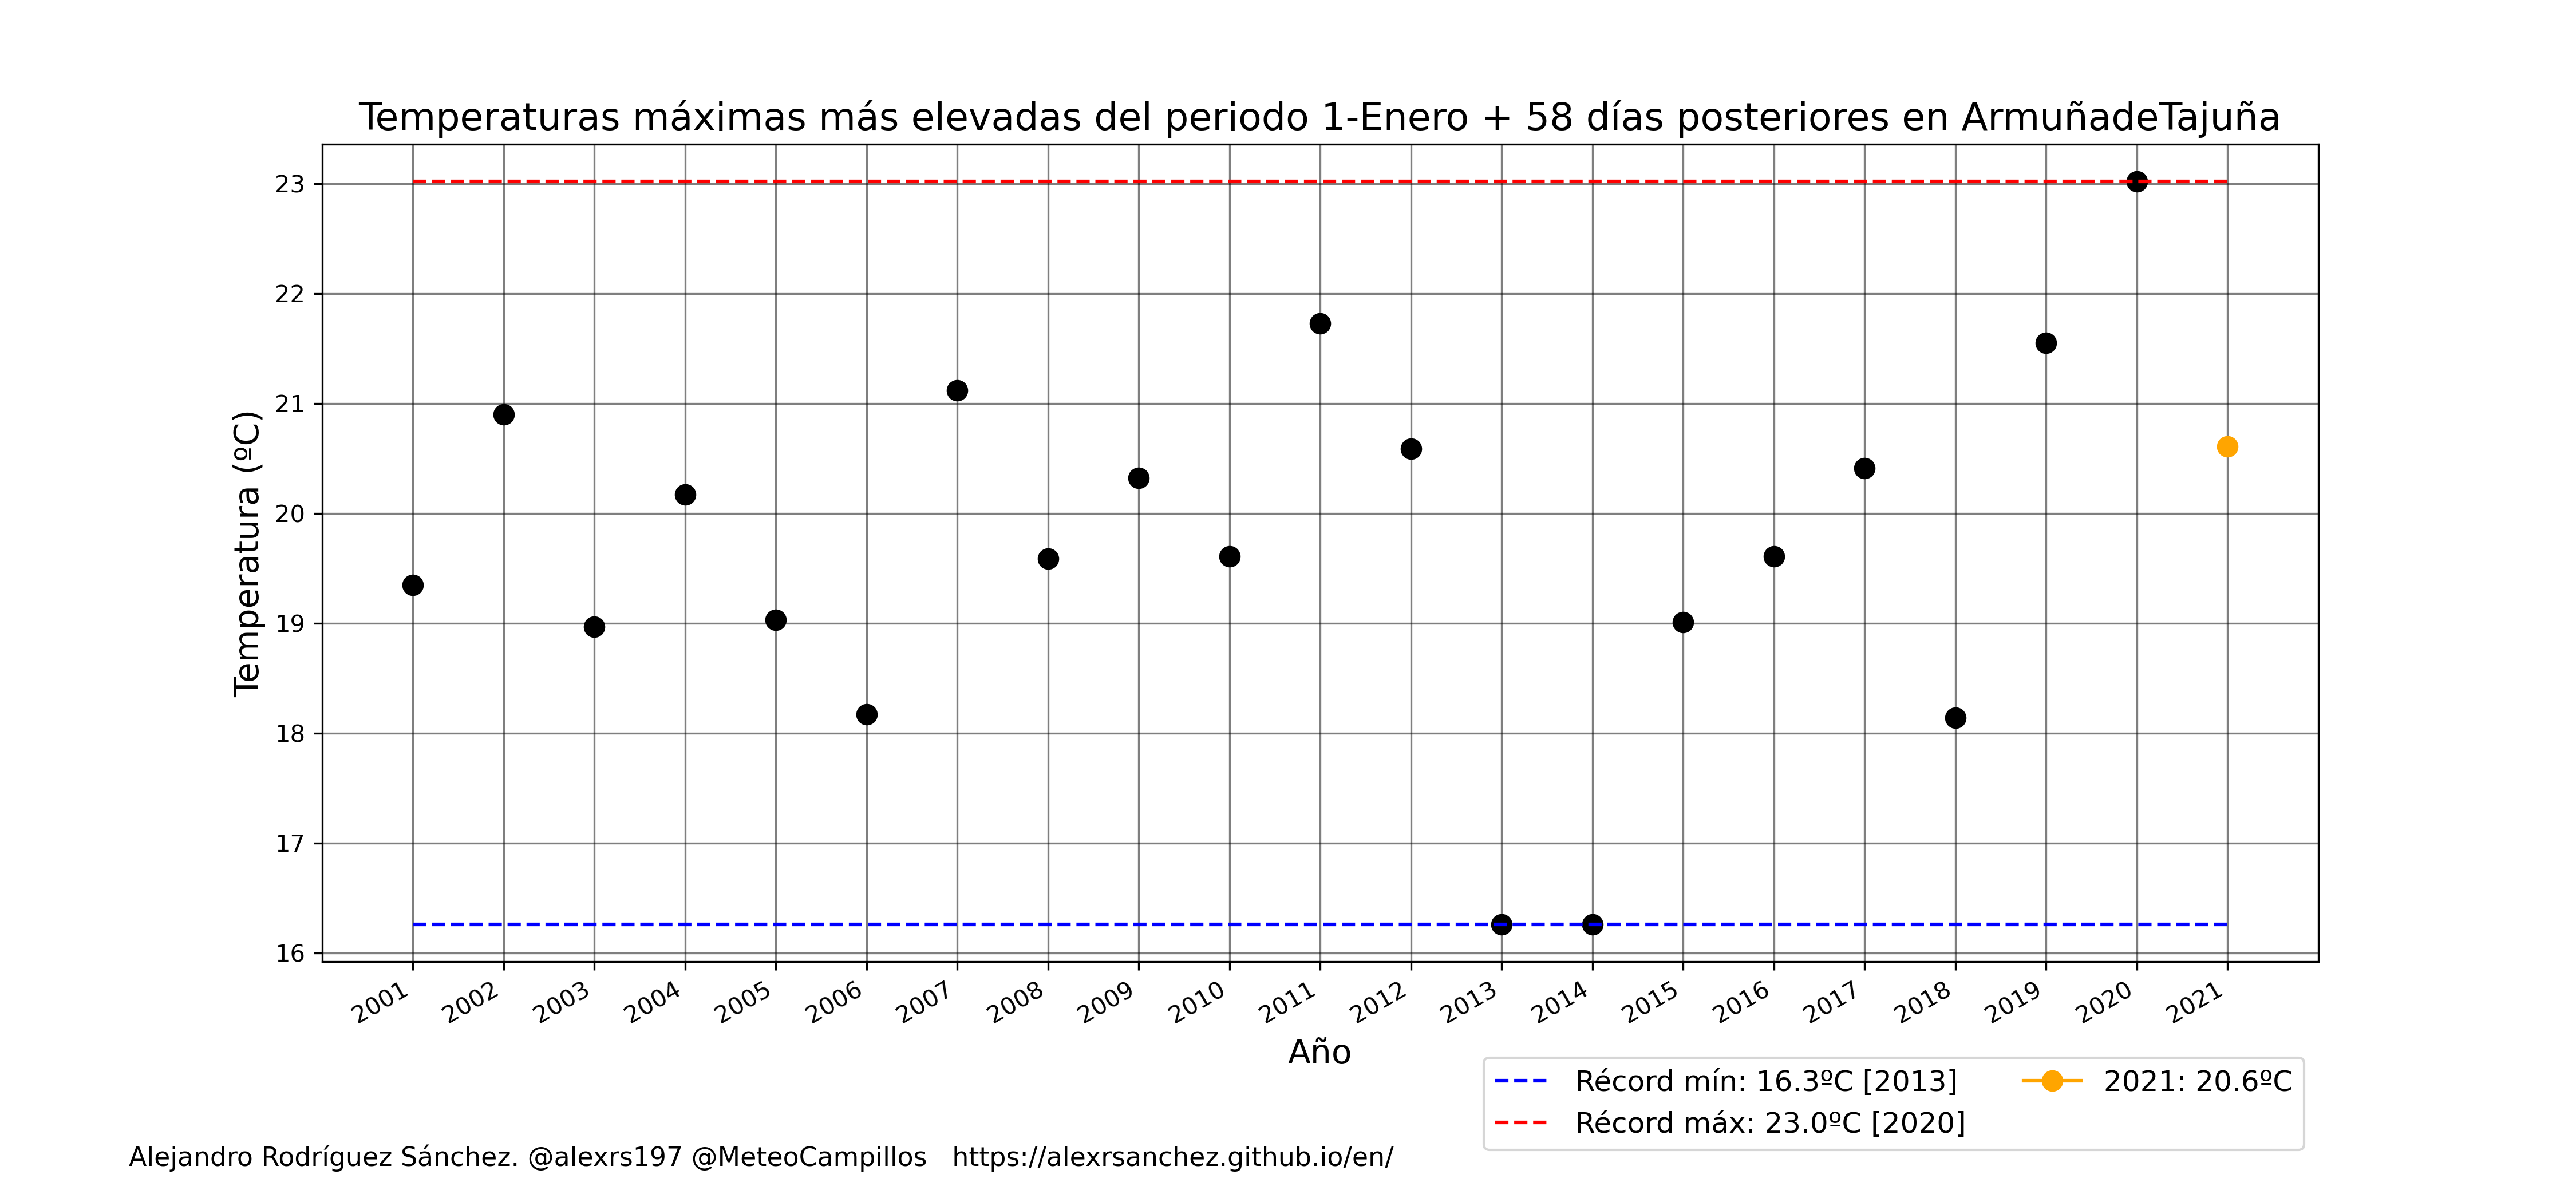 Temperaturas máximas más elevadas del periodo 1-Enero + 58 días posteriores en ArmuñadeTajuña
Temperatura (ºC)
23
22
21
20
19
18
17
16
2001 2002 2003 2004 2005 2006 2007 2008 2009 2010 2011 2012 2013 2014 2015 2016 2017 2018 2019 2020 2021
Año
Récord mín: 16.3ºC [2013]
Récord máx: 23.0ºC [2020]
2021: 20.6ºC
Alejandro Rodríguez Sánchez. @alexrs197 @MeteoCampillos https://alexrsanchez.github.io/en/